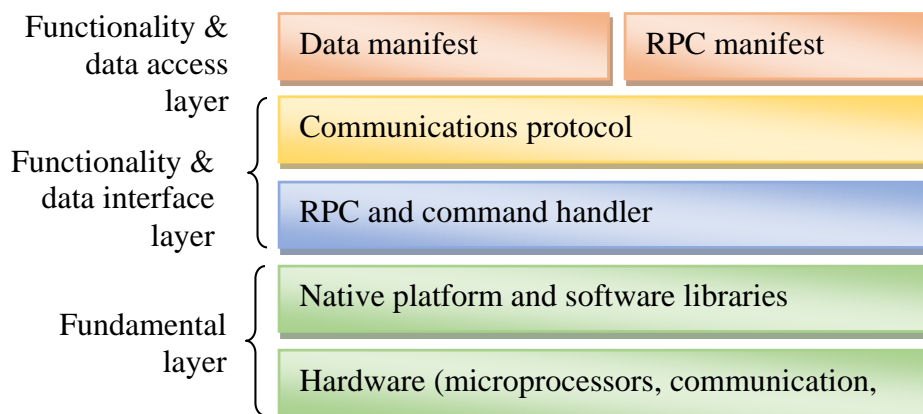 Functionality &
data access
layer
Data manifest
RPC manifest
Functionality &
data interface
layer
Communications protocol
RPC and command handler
Fundamental
layer
Native platform and software libraries
Hardware (microprocessors, communication,